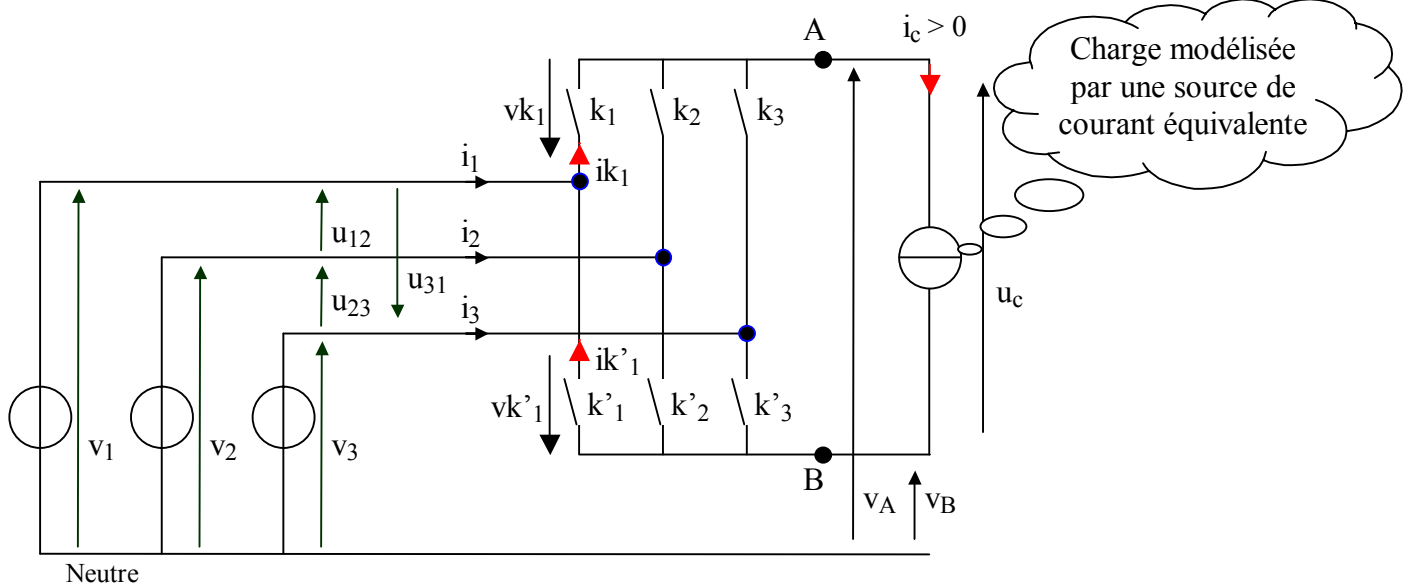 A
i_c > 0
Charge modélisée
par une source de
courant équivalente
vk_1
k_1
k_2
k_3
i_1
ik_1
u_12
i_2
u_31
u_23
i_3
u_c
ik’_1
vk’_1
k’_1
k’_2
k’_3
v_1
v_2
v_3
B
v_A
v_B
Neutre